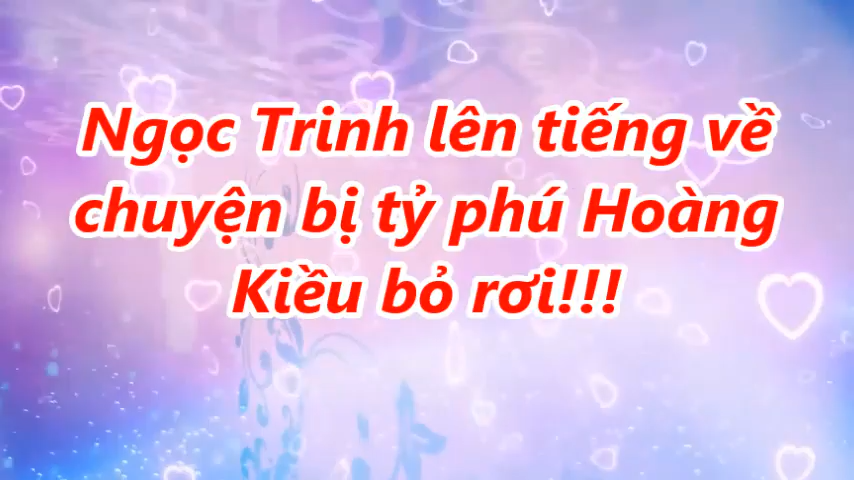 Ngọc Trinh lên tiếng về
chuyện bị tỷ phú Hoàng
Kiều bỏ rơi!!!